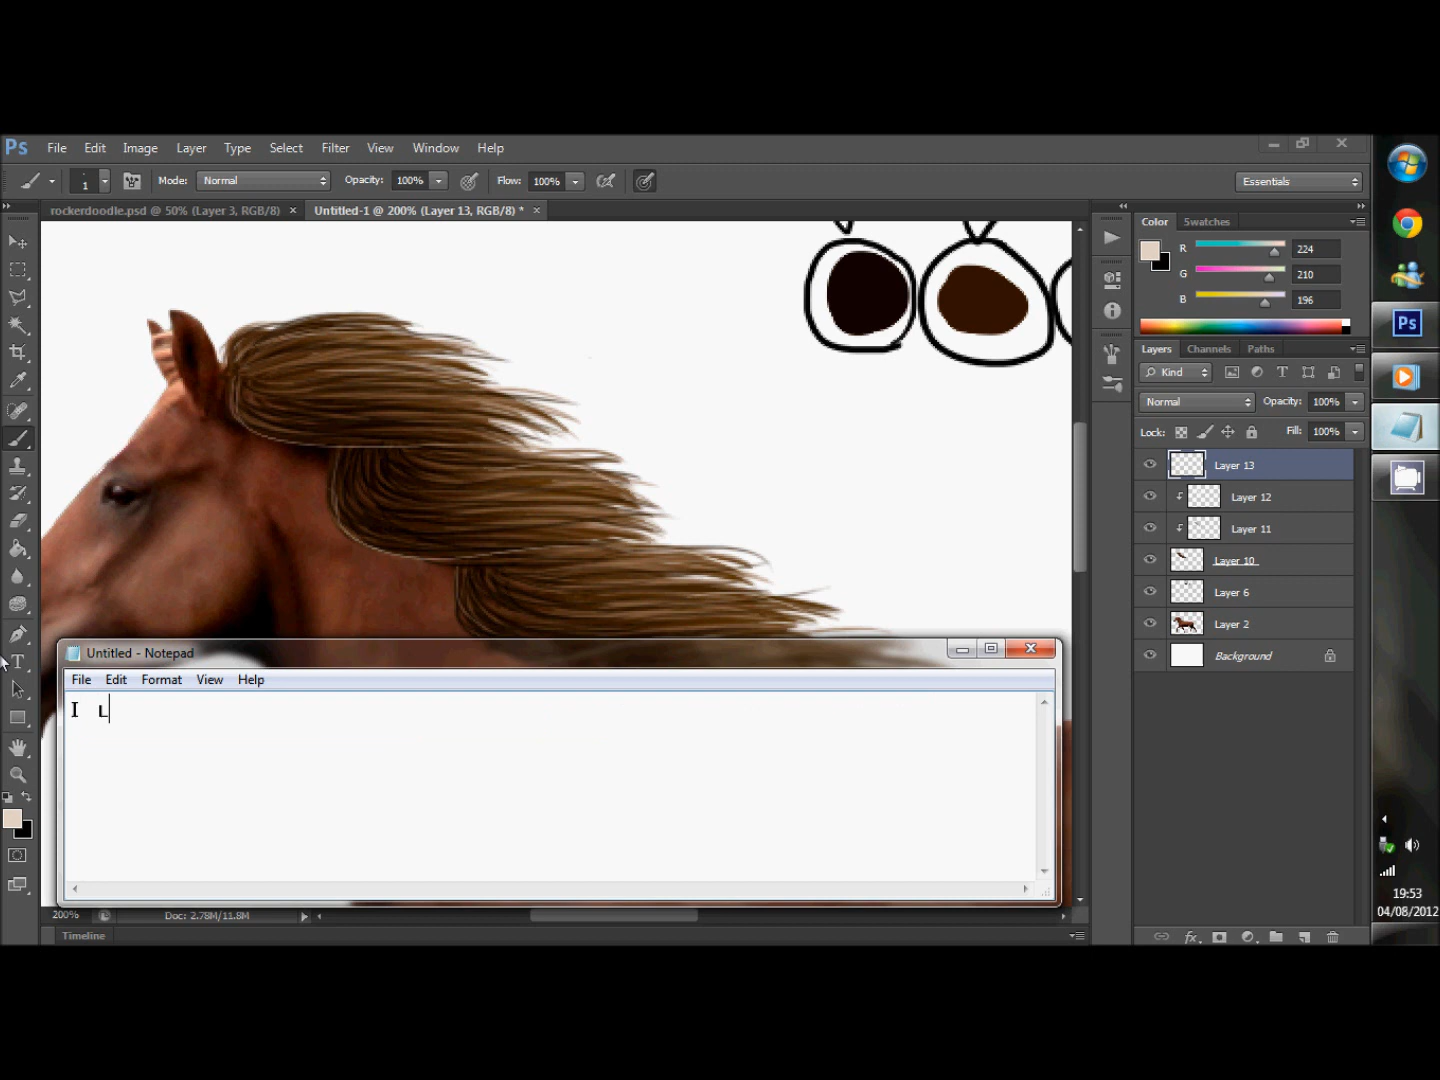 Ps File Edit Image Layer Type Select Filter View Window Help
1 Mode: Normal Opacity: 100% Flow: 100% Essentials
rockerdoodle.psd @ 50% (Layer 3, RGB/8) × Untitled-1 @ 200% (Layer 13, RGB/8) * ×
Color Swatches
R 224
G 210
B 196
Layers Channels Paths
Kind
Normal Opacity: 100%
Lock: Fill: 100%
Layer 13
Layer 12
Layer 11
Layer 10
Layer 6
Layer 2
Background
Untitled - Notepad
File Edit Format View Help
I L
200% Doc: 2.78M/11.8M
Timeline
Ps
19:53
04/08/2012